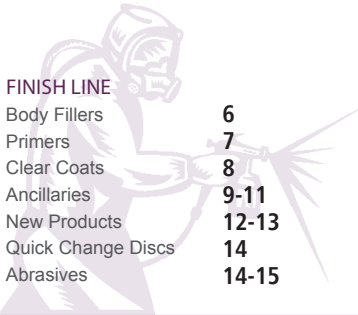 FINISH LINE
Body Fillers 6
Primers 7
Clear Coats 8
Ancillaries 9-11
New Products 12-13
Quick Change Discs 14
Abrasives 14-15